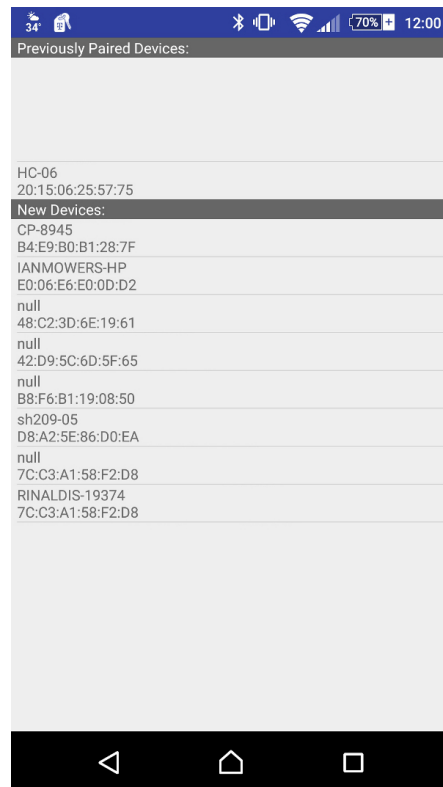 34° 70% 12:00
Previously Paired Devices:
HC-06
20:15:06:25:57:75
New Devices:
CP-8945
B4:E9:B0:B1:28:7F
IANMOWERS-HP
E0:06:E6:E0:0D:D2
null
48:C2:3D:6E:19:61
null
42:D9:5C:6D:5F:65
null
B8:F6:B1:19:08:50
sh209-05
D8:A2:5E:86:D0:EA
null
7C:C3:A1:58:F2:D8
RINALDIS-19374
7C:C3:A1:58:F2:D8